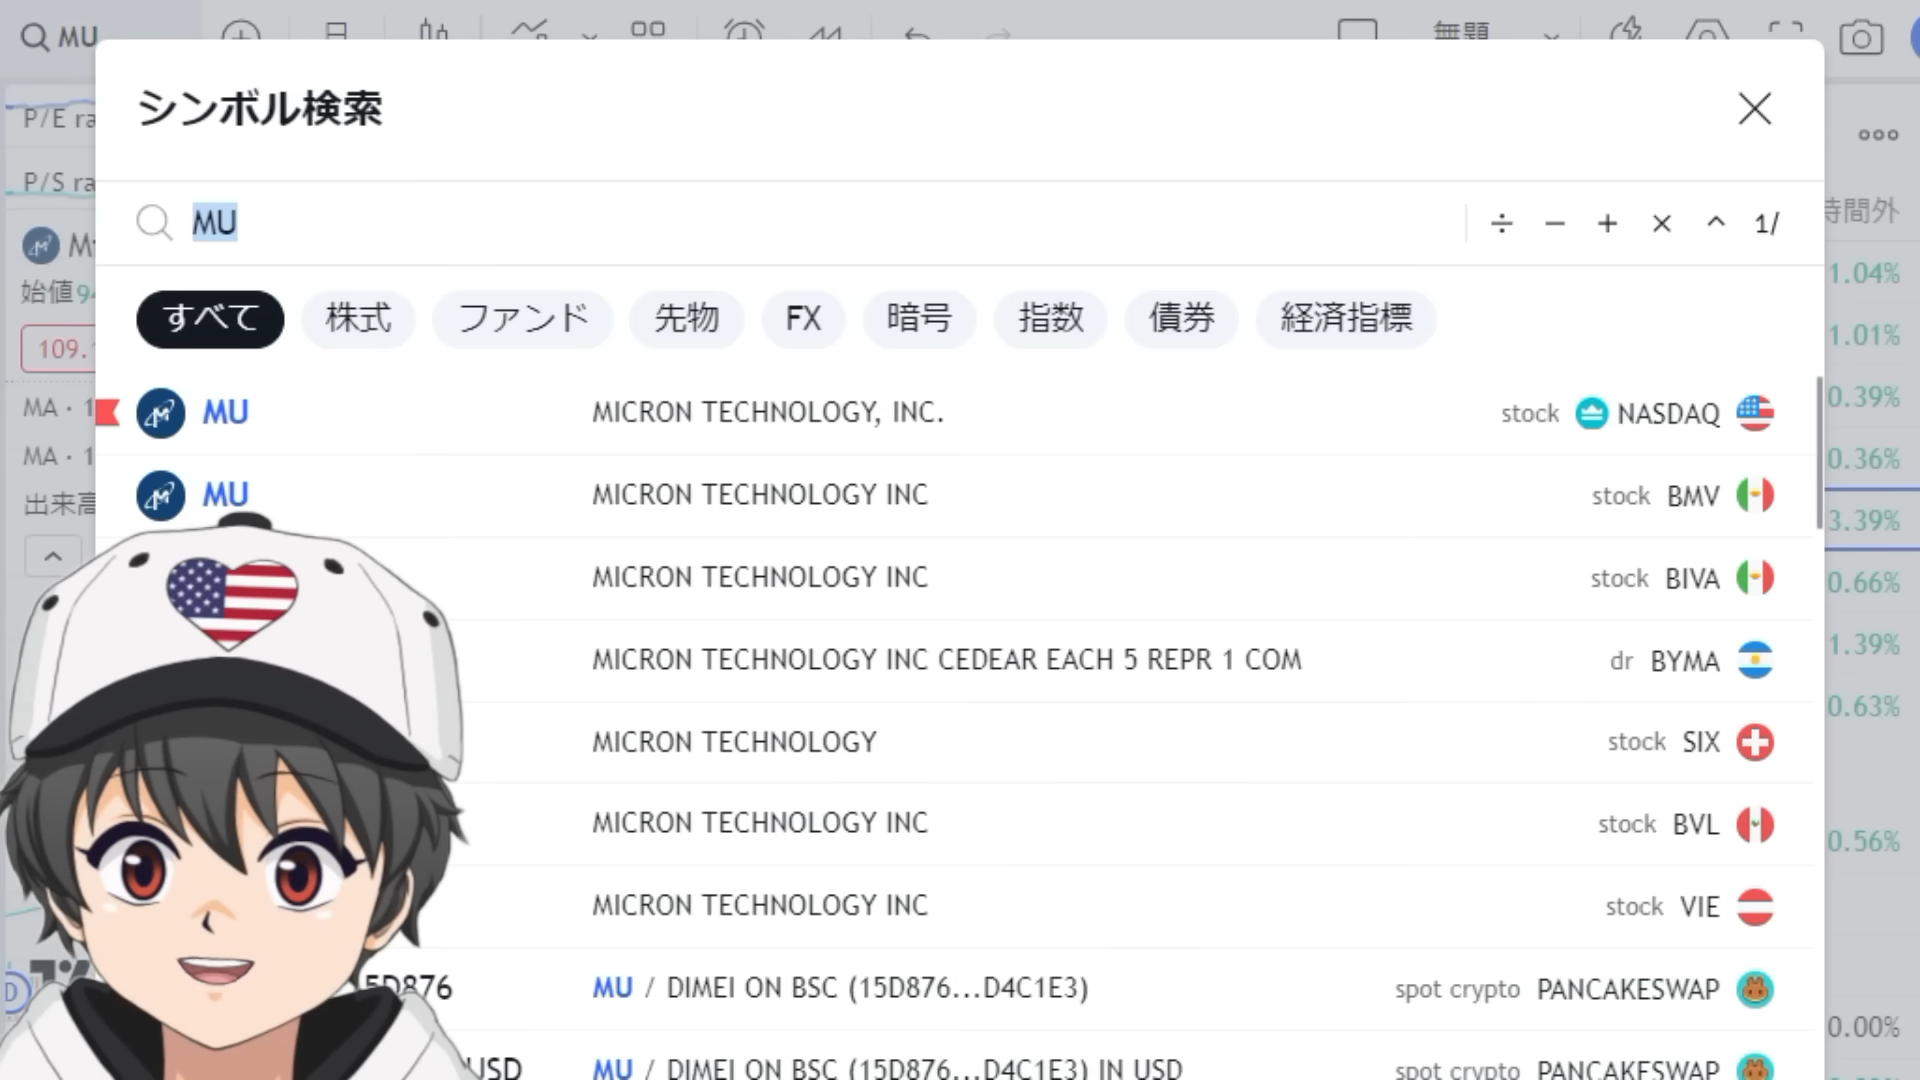 MU
無題
シンボル検索
P/E ra
P/S ra
MU
1/
時間外
すべて 株式 ファンド 先物 FX 暗号 指数 債券 経済指標
始値
109.
MA · 1
MA · 1
出来高
MU MICRON TECHNOLOGY, INC. stock NASDAQ
MU MICRON TECHNOLOGY INC stock BMV
MICRON TECHNOLOGY INC stock BIVA
MICRON TECHNOLOGY INC CEDEAR EACH 5 REPR 1 COM dr BYMA
MICRON TECHNOLOGY stock SIX
MICRON TECHNOLOGY INC stock BVL
MICRON TECHNOLOGY INC stock VIE
5D876 MU / DIMEI ON BSC (15D876...D4C1E3) spot crypto PANCAKESWAP
USD MU / DIMEI ON BSC (15D876...D4C1E3) IN USD spot crypto PANCAKESWAP
1.04%
1.01%
0.39%
0.36%
3.39%
0.66%
1.39%
0.63%
0.56%
0.00%